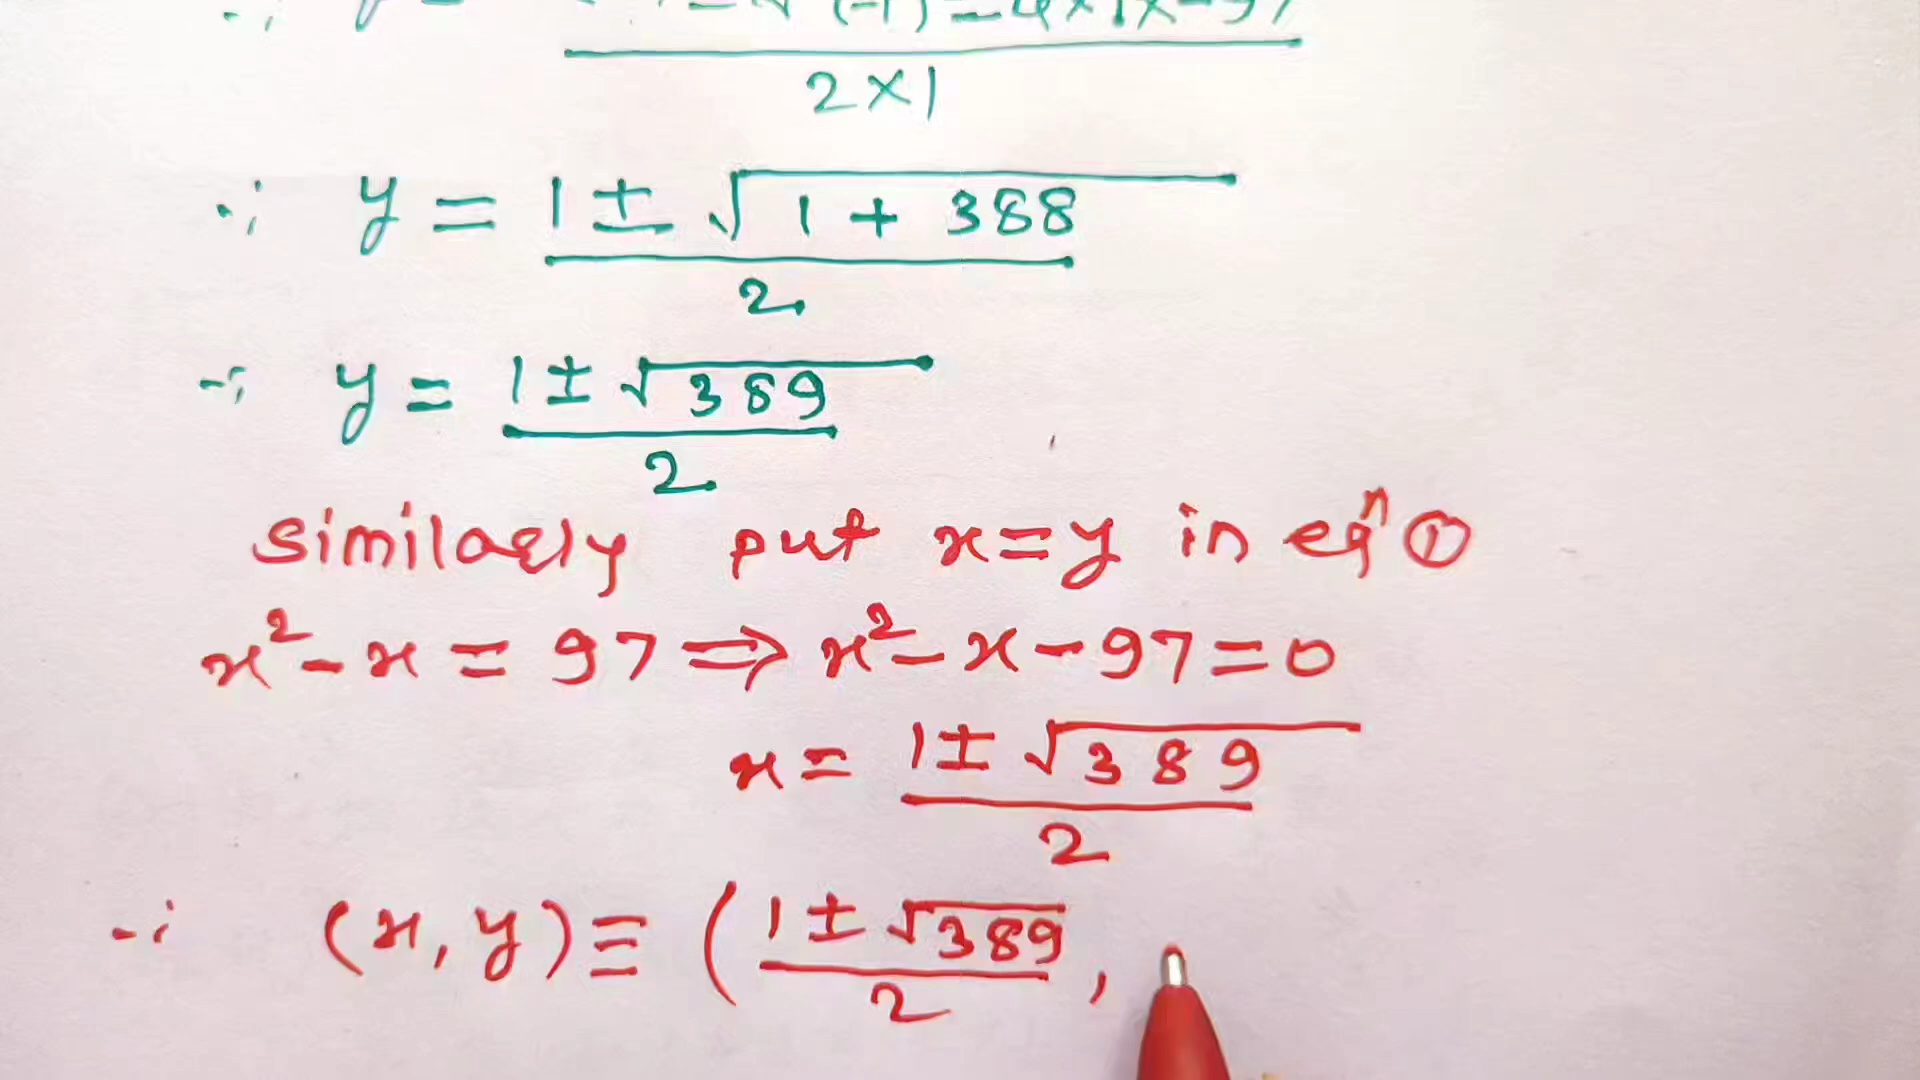 2×1
∴ y = 1 ± √1 + 388
2
∴ y = 1 ± √389
2
Similarly put x=y in eqⁿ ①
x² - x = 97 ⇒ x² - x - 97 = 0
x = 1 ± √389
2
∴ (x, y) ≡ ( 1 ± √389 ,
2